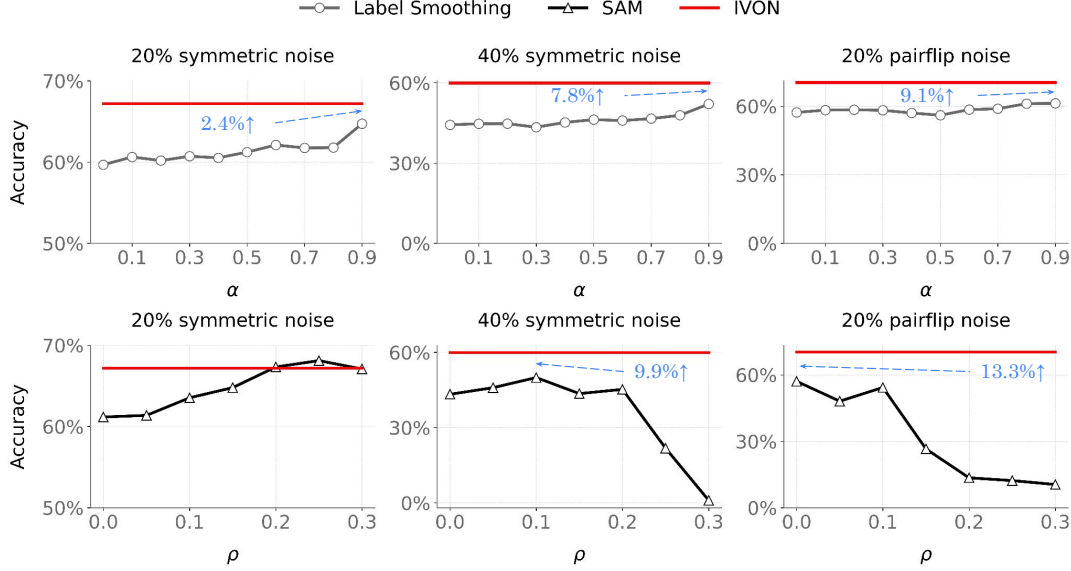 Label Smoothing SAM IVON
20% symmetric noise 40% symmetric noise 20% pairflip noise
70%
60%
50%
Accuracy
2.4%↑
0.1 0.3 0.5 0.7 0.9
α
60%
30%
0%
7.8%↑
0.1 0.3 0.5 0.7 0.9
α
60%
30%
0%
9.1%↑
0.1 0.3 0.5 0.7 0.9
α
20% symmetric noise 40% symmetric noise 20% pairflip noise
70%
60%
50%
Accuracy
0.0 0.1 0.2 0.3
ρ
60%
30%
0%
9.9%↑
0.0 0.1 0.2 0.3
ρ
60%
30%
0%
13.3%↑
0.0 0.1 0.2 0.3
ρ